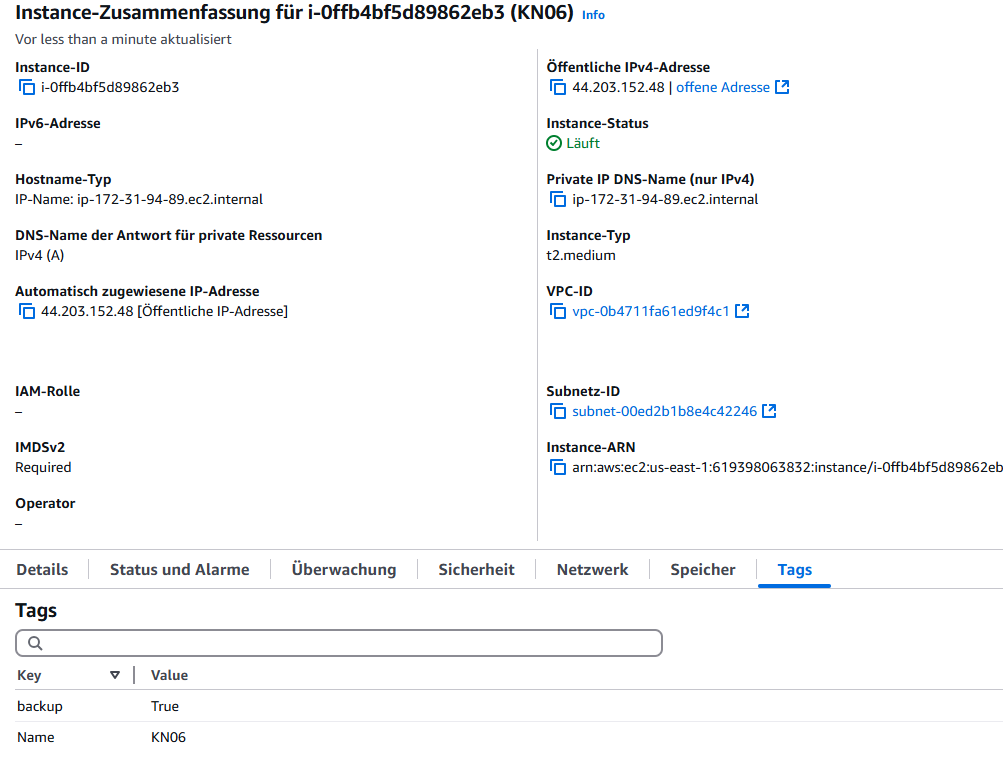 Instance-Zusammenfassung für i-0ffb4bf5d89862eb3 (KN06) Info
Vor less than a minute aktualisiert
Instance-ID
i-0ffb4bf5d89862eb3
Öffentliche IPv4-Adresse
44.203.152.48 | offene Adresse
IPv6-Adresse
–
Instance-Status
Läuft
Hostname-Typ
IP-Name: ip-172-31-94-89.ec2.internal
Private IP DNS-Name (nur IPv4)
ip-172-31-94-89.ec2.internal
DNS-Name der Antwort für private Ressourcen
IPv4 (A)
Instance-Typ
t2.medium
Automatisch zugewiesene IP-Adresse
44.203.152.48 [Öffentliche IP-Adresse]
VPC-ID
vpc-0b4711fa61ed9f4c1
IAM-Rolle
–
Subnetz-ID
subnet-00ed2b1b8e4c42246
IMDSv2
Required
Instance-ARN
arn:aws:ec2:us-east-1:619398063832:instance/i-0ffb4bf5d89862eb
Operator
–
Details Status und Alarme Überwachung Sicherheit Netzwerk Speicher Tags
Tags
Key Value
backup True
Name KN06